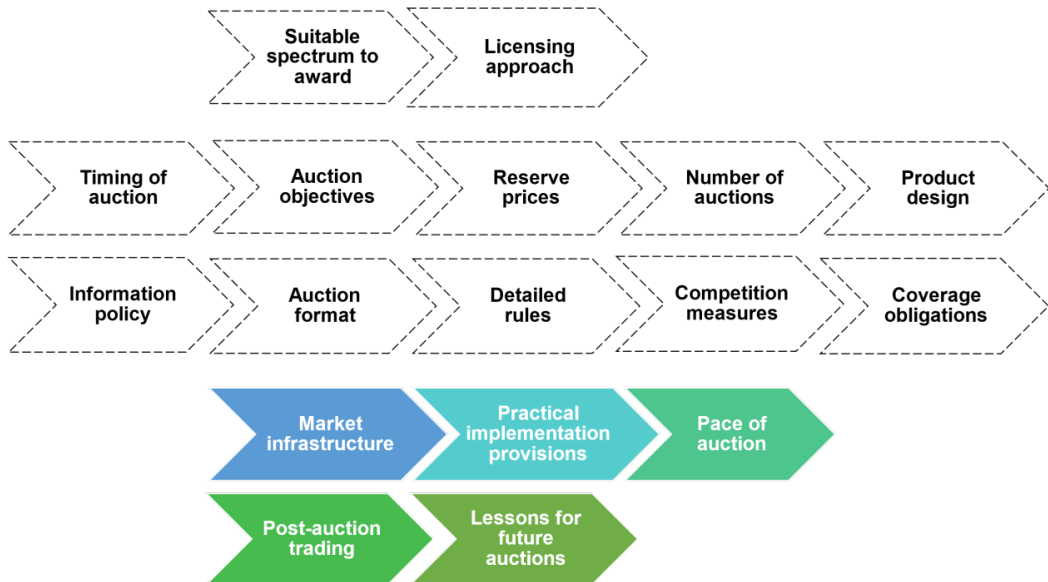 Suitable
spectrum to
award
Licensing
approach
Timing of
auction
Auction
objectives
Reserve
prices
Number of
auctions
Product
design
Information
policy
Auction
format
Detailed
rules
Competition
measures
Coverage
obligations
Market
infrastructure
Practical
implementation
provisions
Pace of
auction
Post-auction
trading
Lessons for
future
auctions